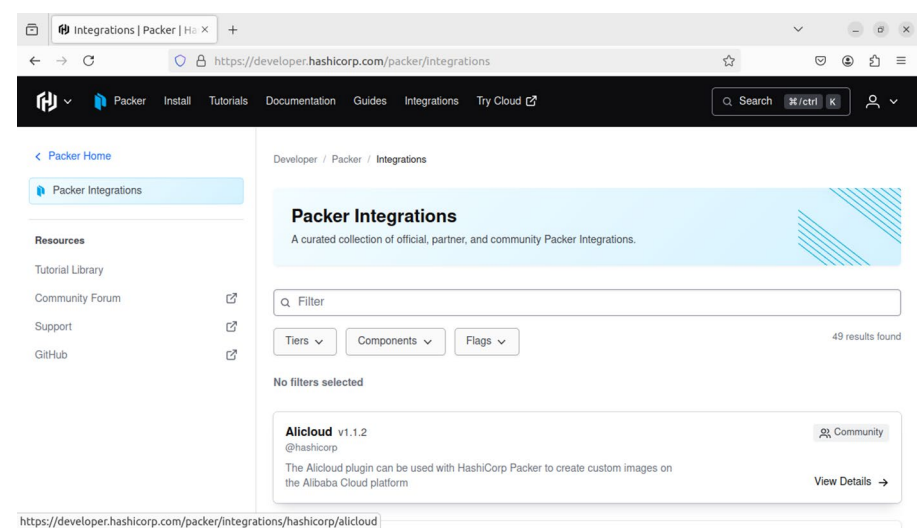 Integrations | Packer | Ha
https://developer.hashicorp.com/packer/integrations
Packer Install Tutorials Documentation Guides Integrations Try Cloud
Search ⌘/ctrl K
Packer Home
Packer Integrations
Resources
Tutorial Library
Community Forum
Support
GitHub
Developer / Packer / Integrations
Packer Integrations
A curated collection of official, partner, and community Packer Integrations.
Filter
Tiers Components Flags
49 results found
No filters selected
Alicloud v1.1.2
Community
@hashicorp
The Alicloud plugin can be used with HashiCorp Packer to create custom images on
the Alibaba Cloud platform
View Details →
https://developer.hashicorp.com/packer/integrations/hashicorp/alicloud